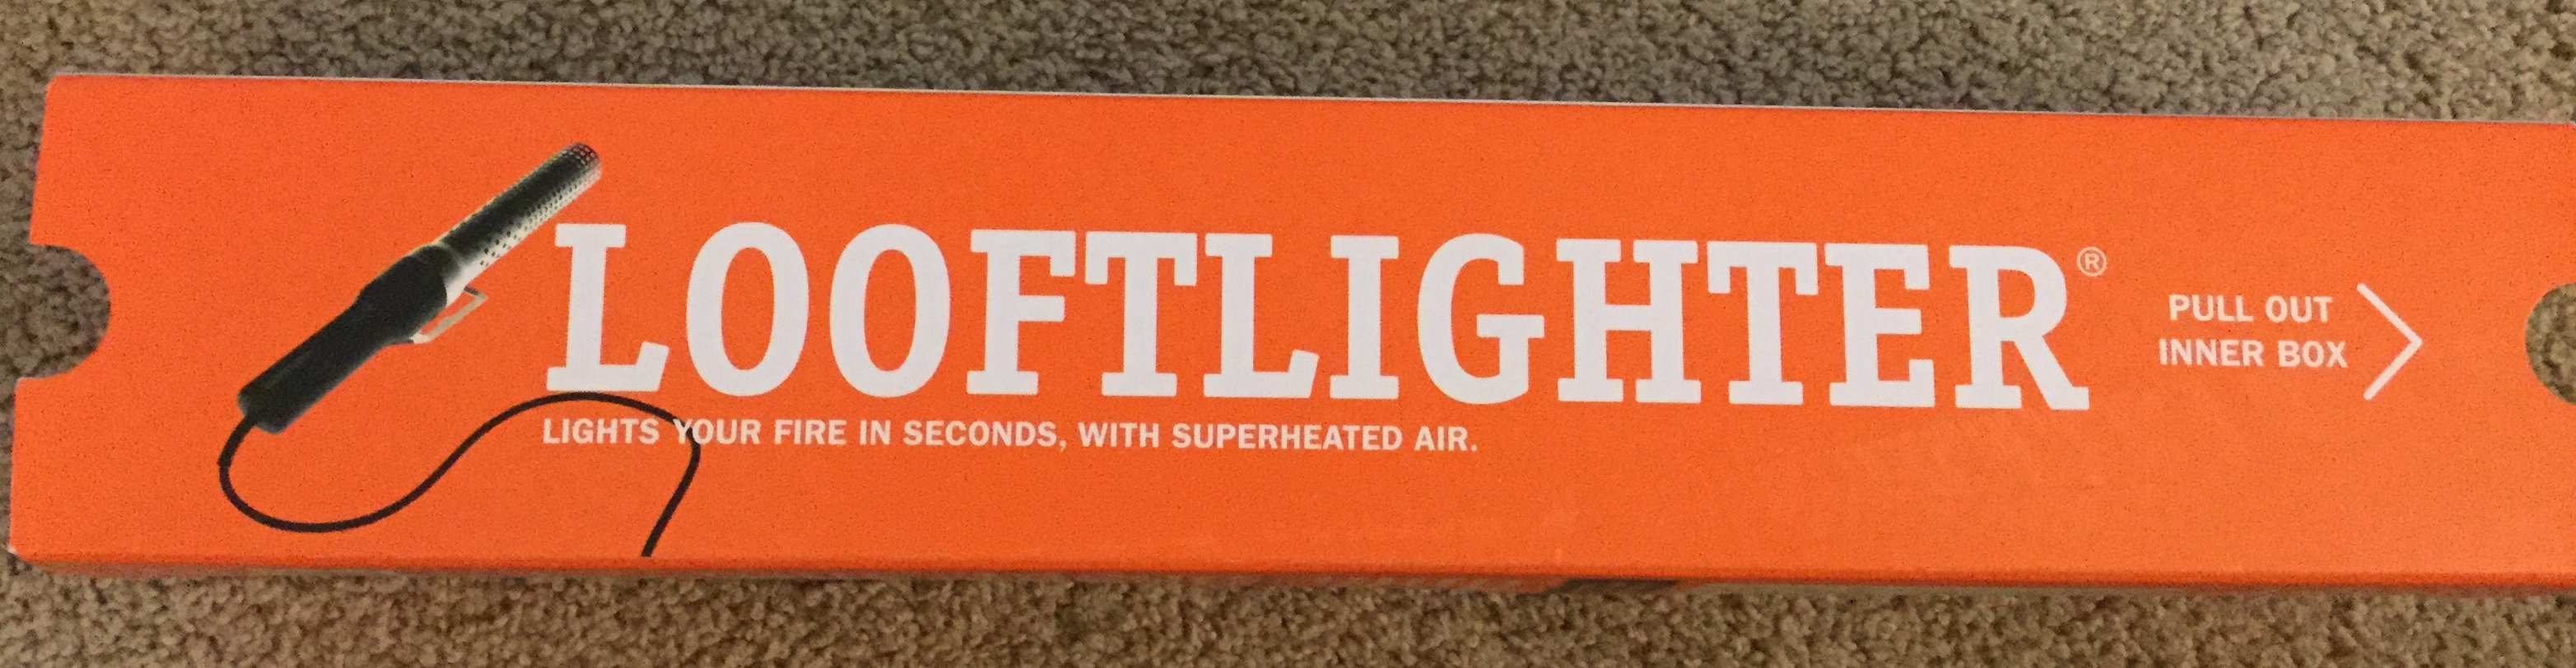 LOOFTLIGHTER®
LIGHTS YOUR FIRE IN SECONDS, WITH SUPERHEATED AIR.
PULL OUT
INNER BOX